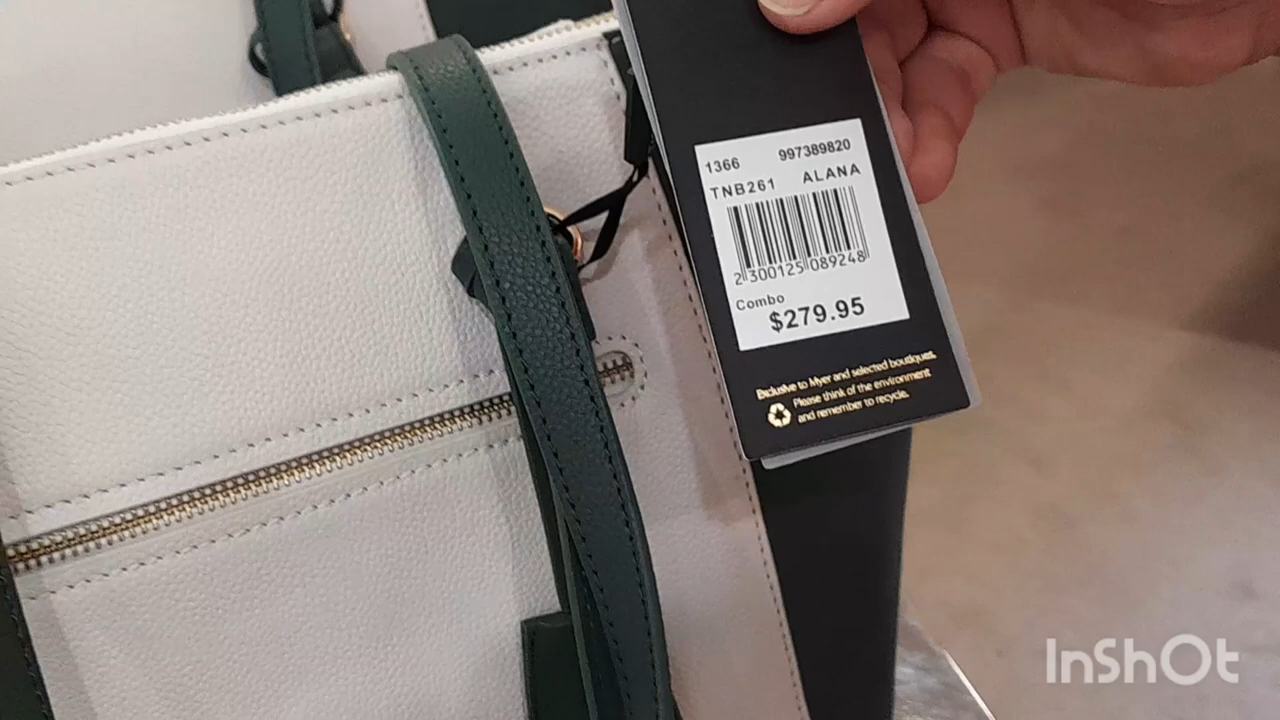 1366 997389820
TNB261 ALANA
2 300125 089248
Combo
$279.95
Exclusive to Myer and selected boutiques.
Please think of the environment
and remember to recycle.
InShOt